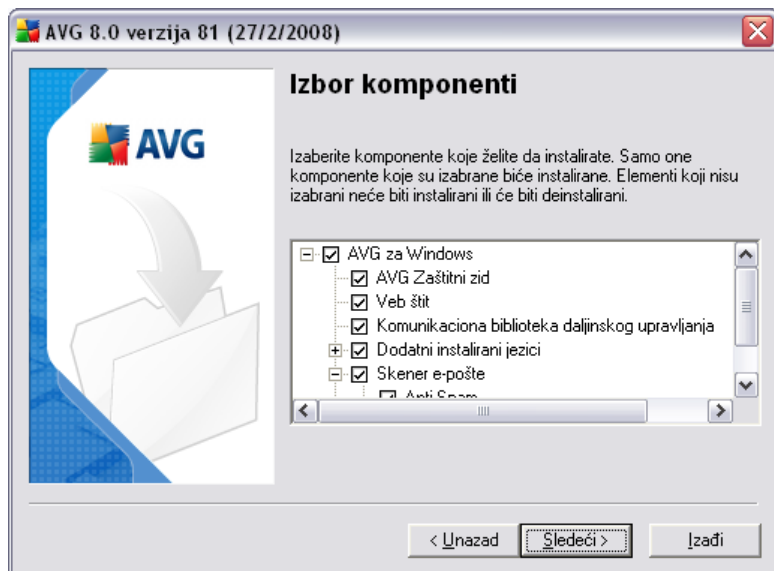 AVG 8.0 verzija 81 (27/2/2008)
Izbor komponenti
AVG
Izaberite komponente koje želite da instalirate. Samo one
komponente koje su izabrane biće instalirane. Elementi koji nisu
izabrani neće biti instalirani ili će biti deinstalirani.
AVG za Windows
AVG Zaštitni zid
Veb štit
Komunikaciona biblioteka daljinskog upravljanja
Dodatni instalirani jezici
Skener e-pošte
Anti Spam
< Unazad
Sledeći >
Izađi